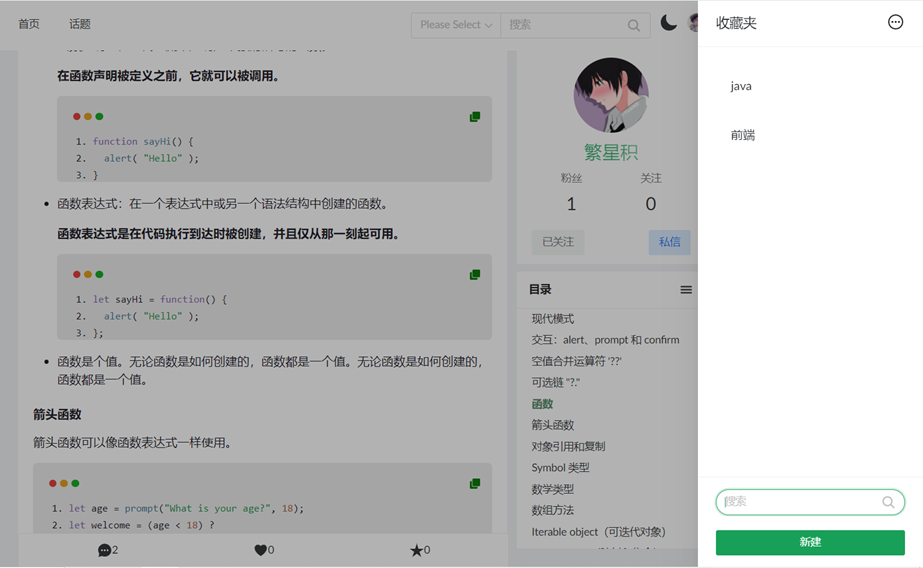 首页 话题 Please Select 搜索
在函数声明被定义之前，它就可以被调用。
1. function sayHi() {
2. alert( "Hello" );
3. }
• 函数表达式：在一个表达式中或另一个语法结构中创建的函数。
函数表达式是在代码执行到达时被创建，并且仅从那一刻起可用。
1. let sayHi = function() {
2. alert( "Hello" );
3. };
• 函数是个值。无论函数是如何创建的，函数都是一个值。无论函数是如何创建的，
函数都是一个值。
箭头函数
箭头函数可以像函数表达式一样使用。
1. let age = prompt("What is your age?", 18);
2. let welcome = (age < 18) ?
2 0 0
繁星积
粉丝 关注
1 0
已关注 私信
目录
现代模式
交互：alert、prompt 和 confirm
空值合并运算符 '??'
可选链 "?."
函数
箭头函数
对象引用和复制
Symbol 类型
数学类型
数组方法
Iterable object（可迭代对象）
收藏夹
java
前端
搜索
新建